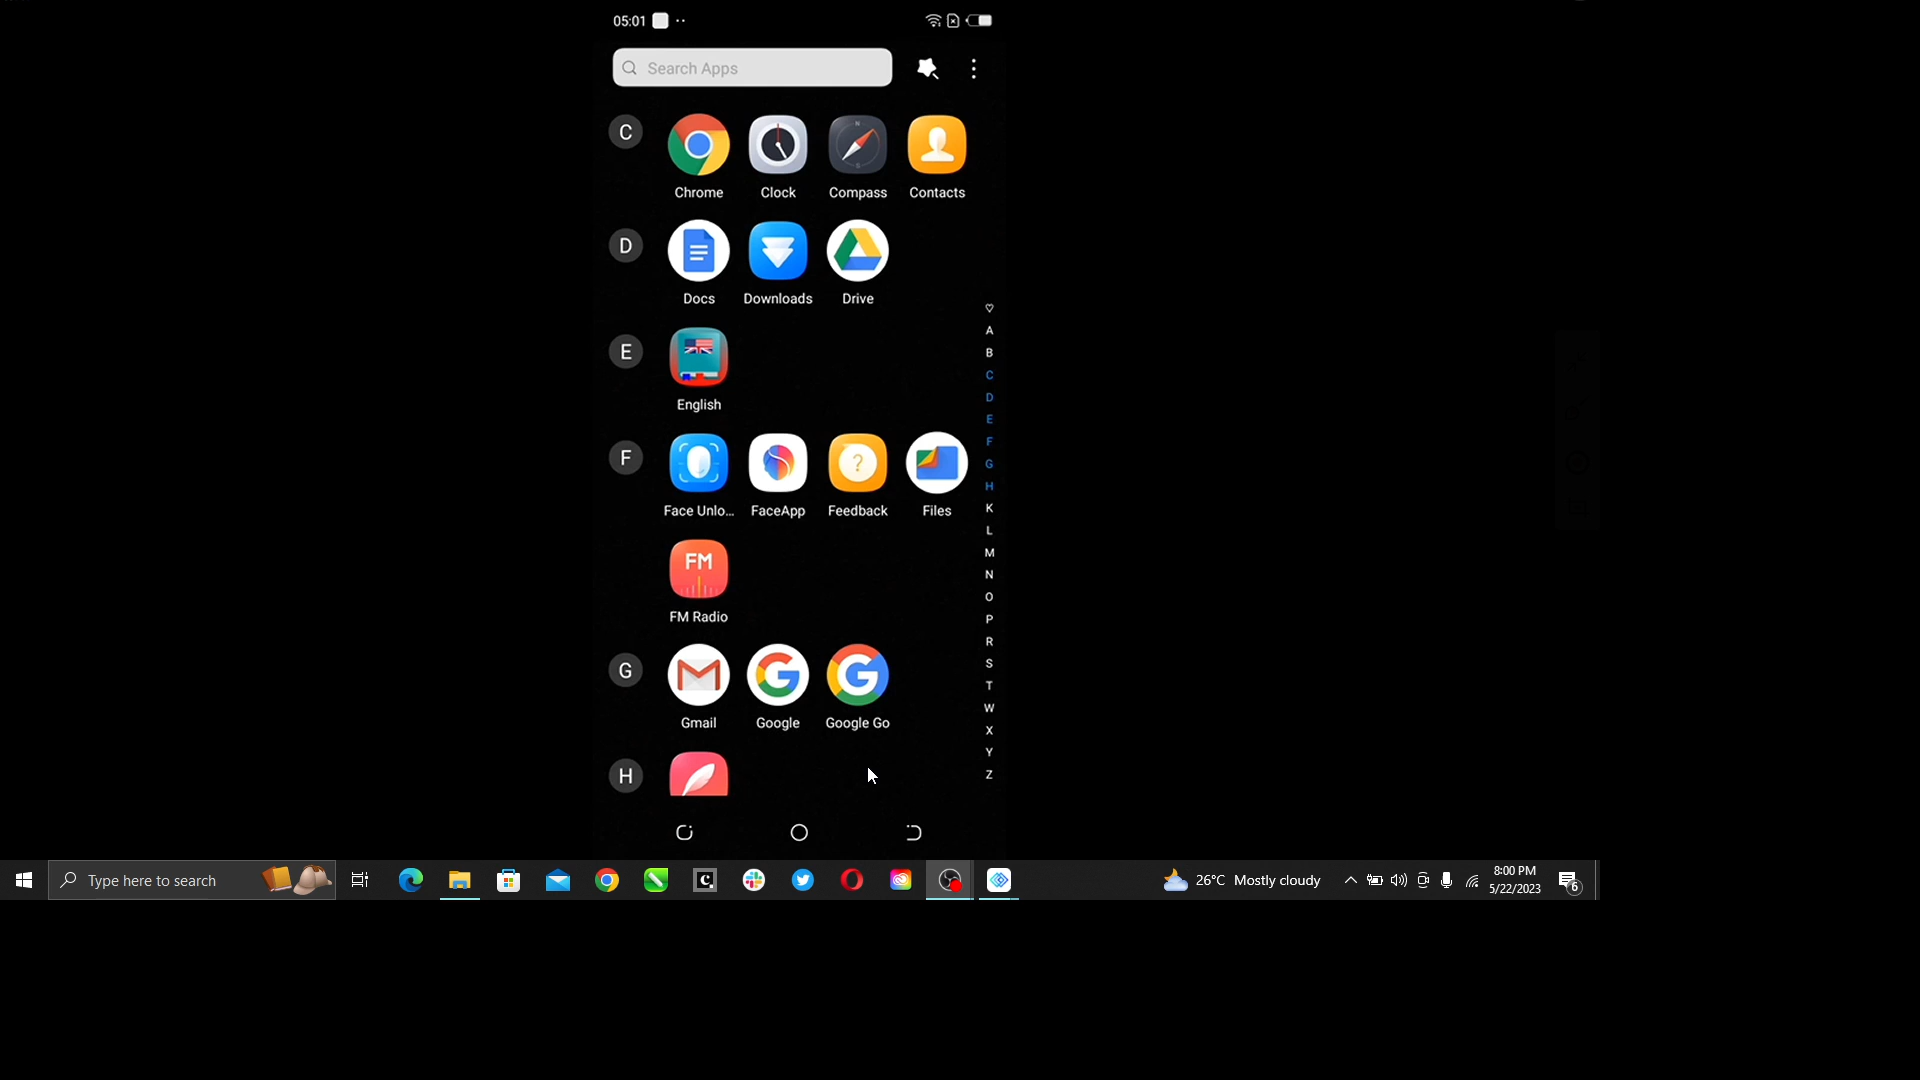 05:01
Search Apps
C
Chrome
Clock
Compass
Contacts
D
Docs
Downloads
Drive
E
English
F
Face Unlo...
FaceApp
Feedback
Files
FM
FM Radio
G
Gmail
Google
Google Go
H
A
B
C
D
E
F
G
H
K
L
M
N
O
P
R
S
T
W
X
Y
Z
Type here to search
26°C Mostly cloudy
8:00 PM
5/22/2023
6